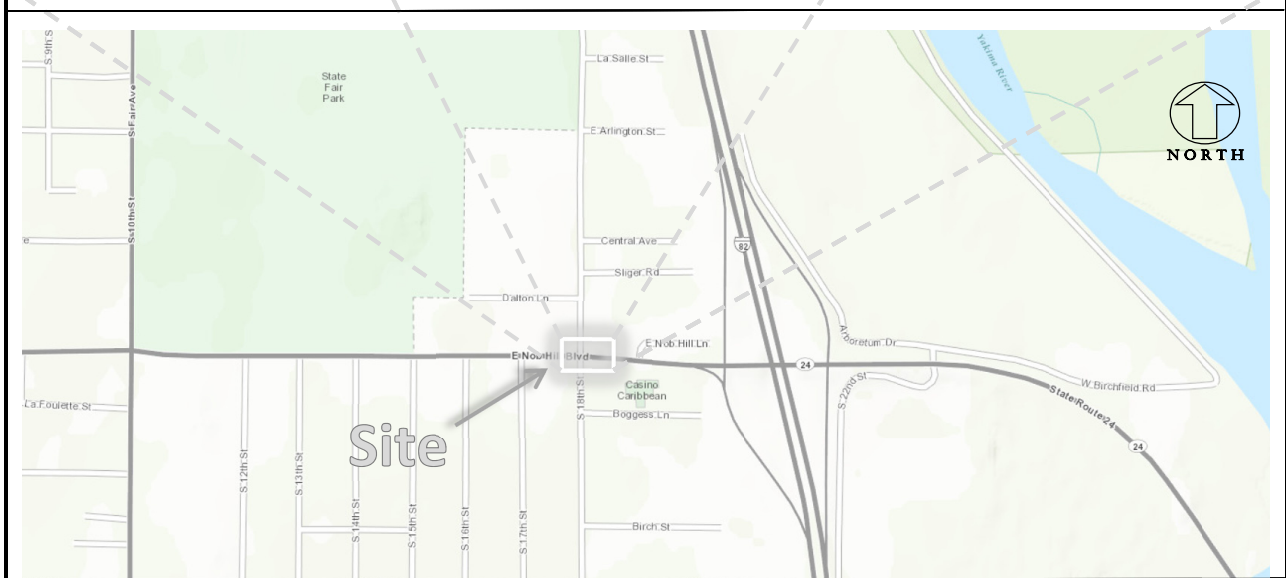 S 9th S
La Salle St
Yakima River
State
Fair
Park
S Fair Ave
E Arlington St
NORTH
S 10th St
e
Central Ave
82
Sliger Rd
Dalton Ln
E Nob Hill Blvd
E Nob Hill Ln
Arboretum Dr
24
S 22nd St
W Birchfield Rd
State Route 24
Casino
Caribbean
S 18th St
La Follette St
Boggess Ln
Site
24
S 12th St
S 13th St
S 14th St
S 15th St
S 16th St
S 17th St
Birch St